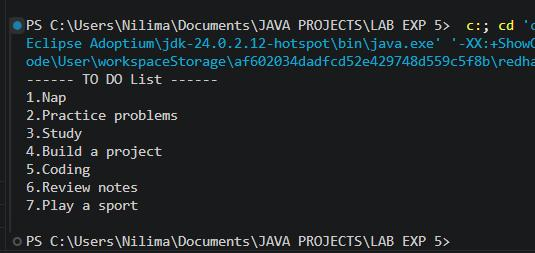 PS C:\Users\Nilima\Documents\JAVA PROJECTS\LAB EXP 5>  c:; cd 'c
Eclipse Adoptium\jdk-24.0.2.12-hotspot\bin\java.exe' '-XX:+ShowC
ode\User\workspaceStorage\af602034dadfcd52e429748d559c5f8b\redha
------ TO DO List ------
1.Nap
2.Practice problems
3.Study
4.Build a project
5.Coding
6.Review notes
7.Play a sport
PS C:\Users\Nilima\Documents\JAVA PROJECTS\LAB EXP 5>